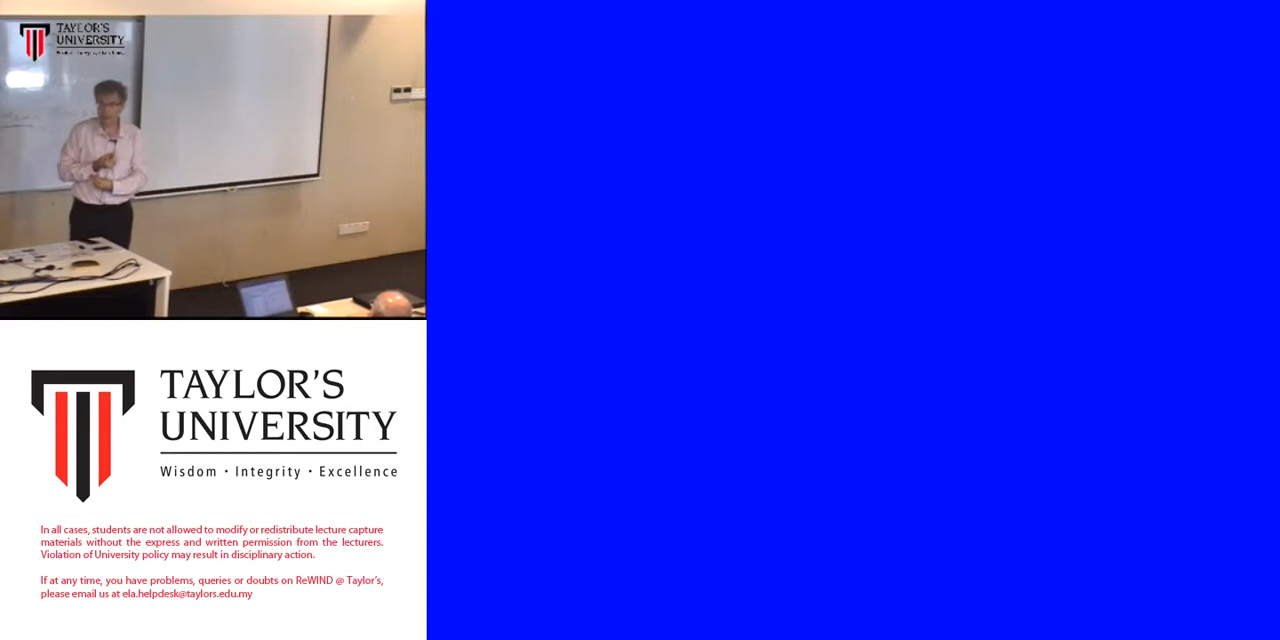 TAYLOR'S
UNIVERSITY
TAYLOR'S
UNIVERSITY
Wisdom • Integrity • Excellence
In all cases, students are not allowed to modify or redistribute lecture capture
materials without the express and written permission from the lecturers.
Violation of University policy may result in disciplinary action.
If at any time, you have problems, queries or doubts on ReWIND @ Taylor's,
please email us at ela.helpdesk@taylors.edu.my